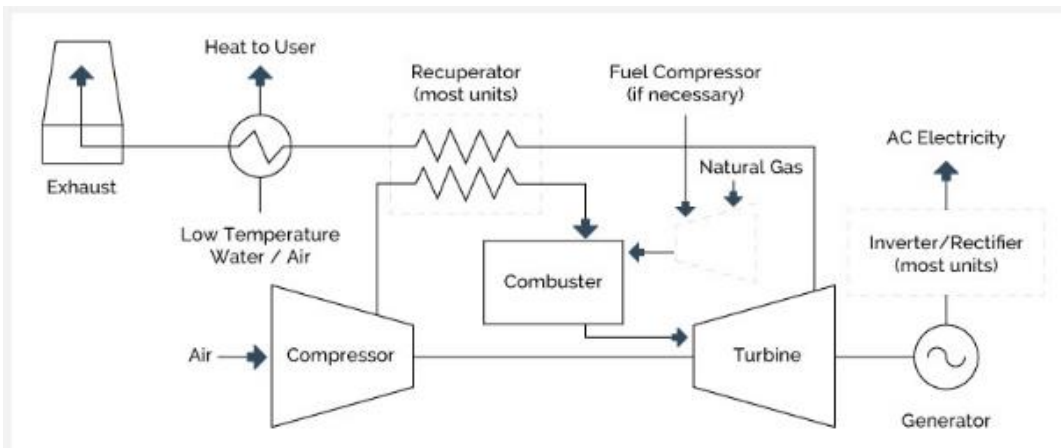 Heat to User
Recuperator
(most units)
Fuel Compressor
(if necessary)
AC Electricity
Natural Gas
Exhaust
Low Temperature
Water / Air
Inverter/Rectifier
(most units)
Combuster
Air
Compressor
Turbine
Generator